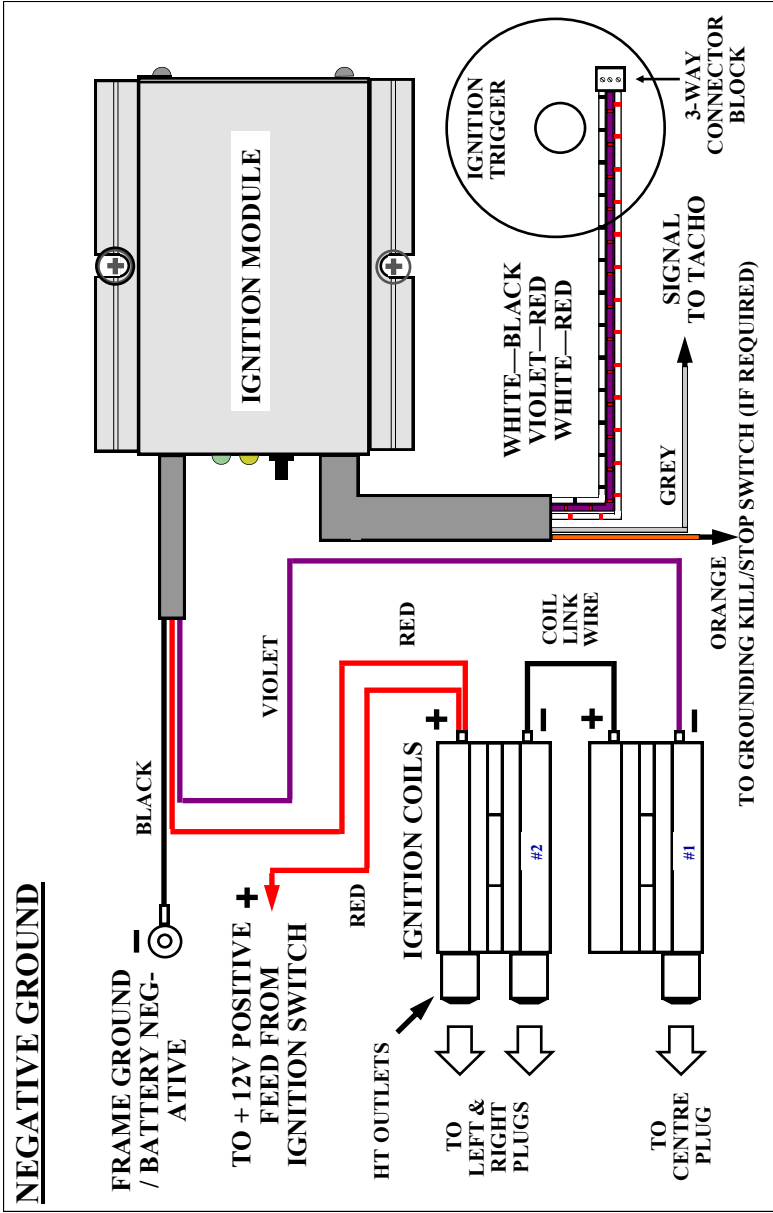 NEGATIVE GROUND
FRAME GROUND
/ BATTERY NEG-
ATIVE
−
BLACK
TO + 12V POSITIVE
FEED FROM
IGNITION SWITCH
+
RED
VIOLET
RED
IGNITION MODULE
IGNITION
TRIGGER
3-WAY
CONNECTOR
BLOCK
WHITE—BLACK
VIOLET—RED
WHITE—RED
GREY
SIGNAL
TO TACHO
ORANGE
TO GROUNDING KILL/STOP SWITCH (IF REQUIRED)
IGNITION COILS
HT OUTLETS
TO
LEFT &
RIGHT
PLUGS
#2
+
−
COIL
LINK
WIRE
TO
CENTRE
PLUG
#1
+
−